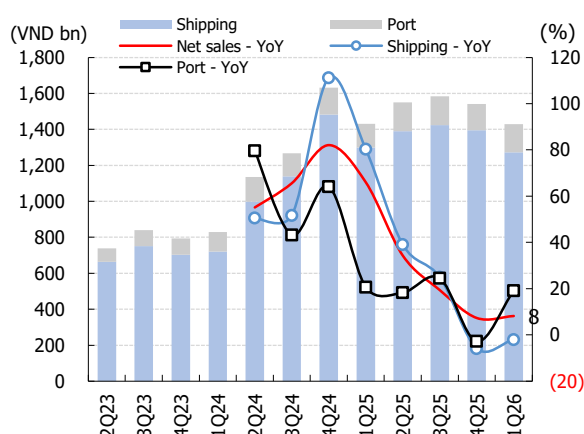 (VND bn)
Shipping
Port
(%)
Net sales - YoY
Shipping - YoY
Port - YoY
1,800
120
1,600
100
1,400
80
1,200
60
1,000
40
800
20
600
0
400
8
200
(20)
0
2Q23
3Q23
4Q23
1Q24
2Q24
3Q24
4Q24
1Q25
2Q25
3Q25
4Q25
1Q26